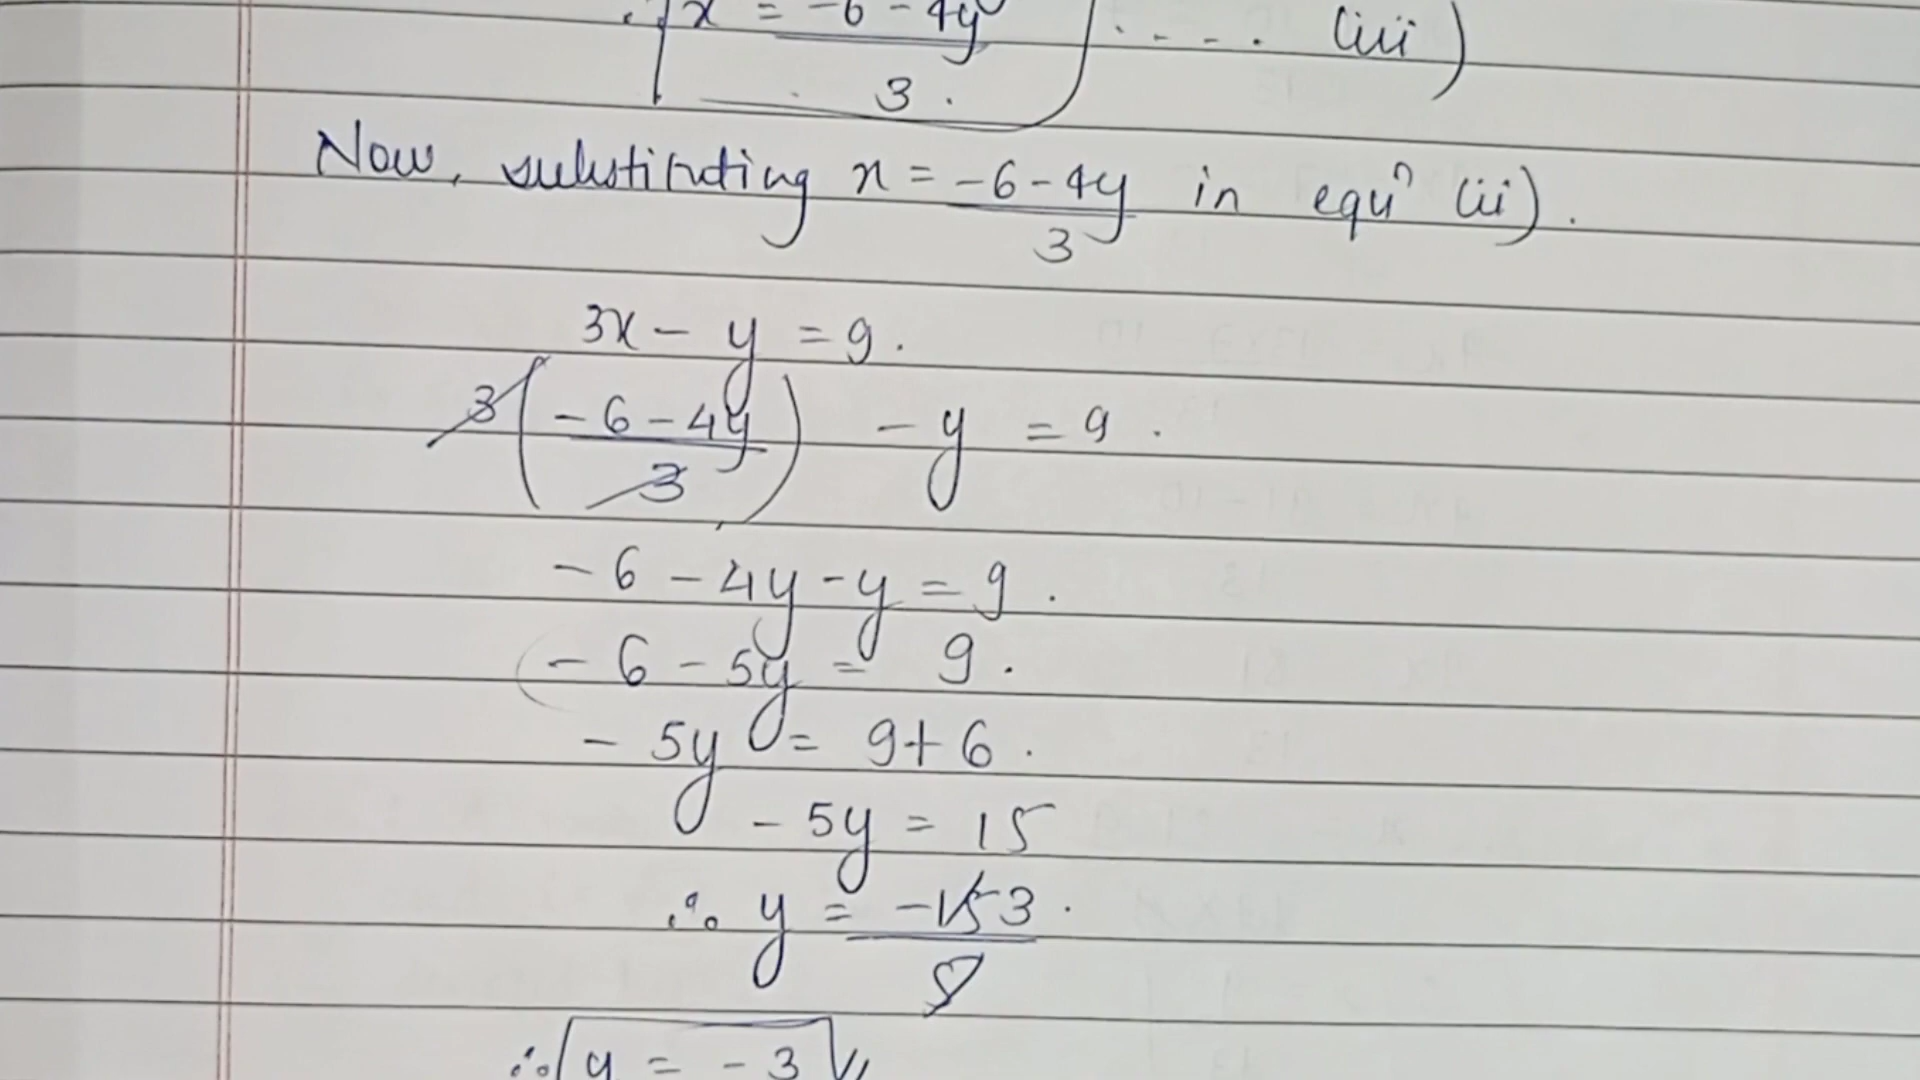 ∴ x = -6 - 4y / 3 . . . . . (iii)
Now, substituting x = -6 - 4y / 3 in equⁿ (ii).
3x - y = 9.
3( -6 - 4y / 3 ) - y = 9.
-6 - 4y - y = 9.
-6 - 5y = 9.
-5y = 9 + 6.
-5y = 15
∴ y = -15 3 / 5
∴ y = -3 //